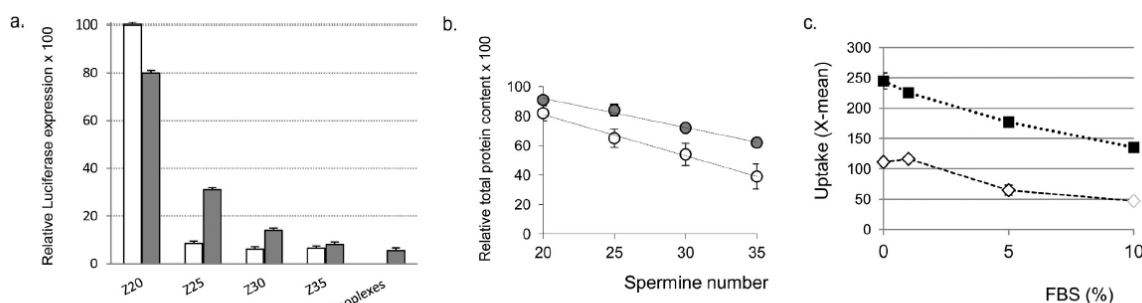 a.
Relative Luciferase expression x 100
100
80
60
40
20
0
Z20
Z25
Z30
Z35
b.
Relative total protein content x 100
100
80
60
40
20
0
20
25
30
35
Spermine number
c.
Uptake (X-mean)
300
250
200
150
100
50
0
0
5
10
FBS (%)